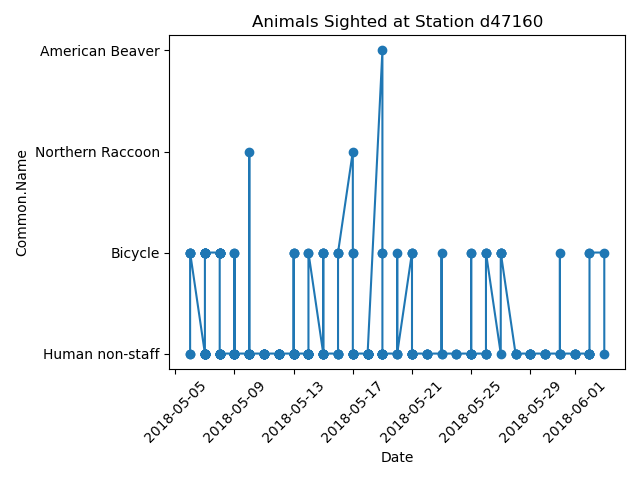 Animals Sighted at Station d47160
American Beaver
Northern Raccoon
Bicycle
Human non-staff
Common.Name
2018-05-05
2018-05-09
2018-05-13
2018-05-17
2018-05-21
2018-05-25
2018-05-29
2018-06-01
Date